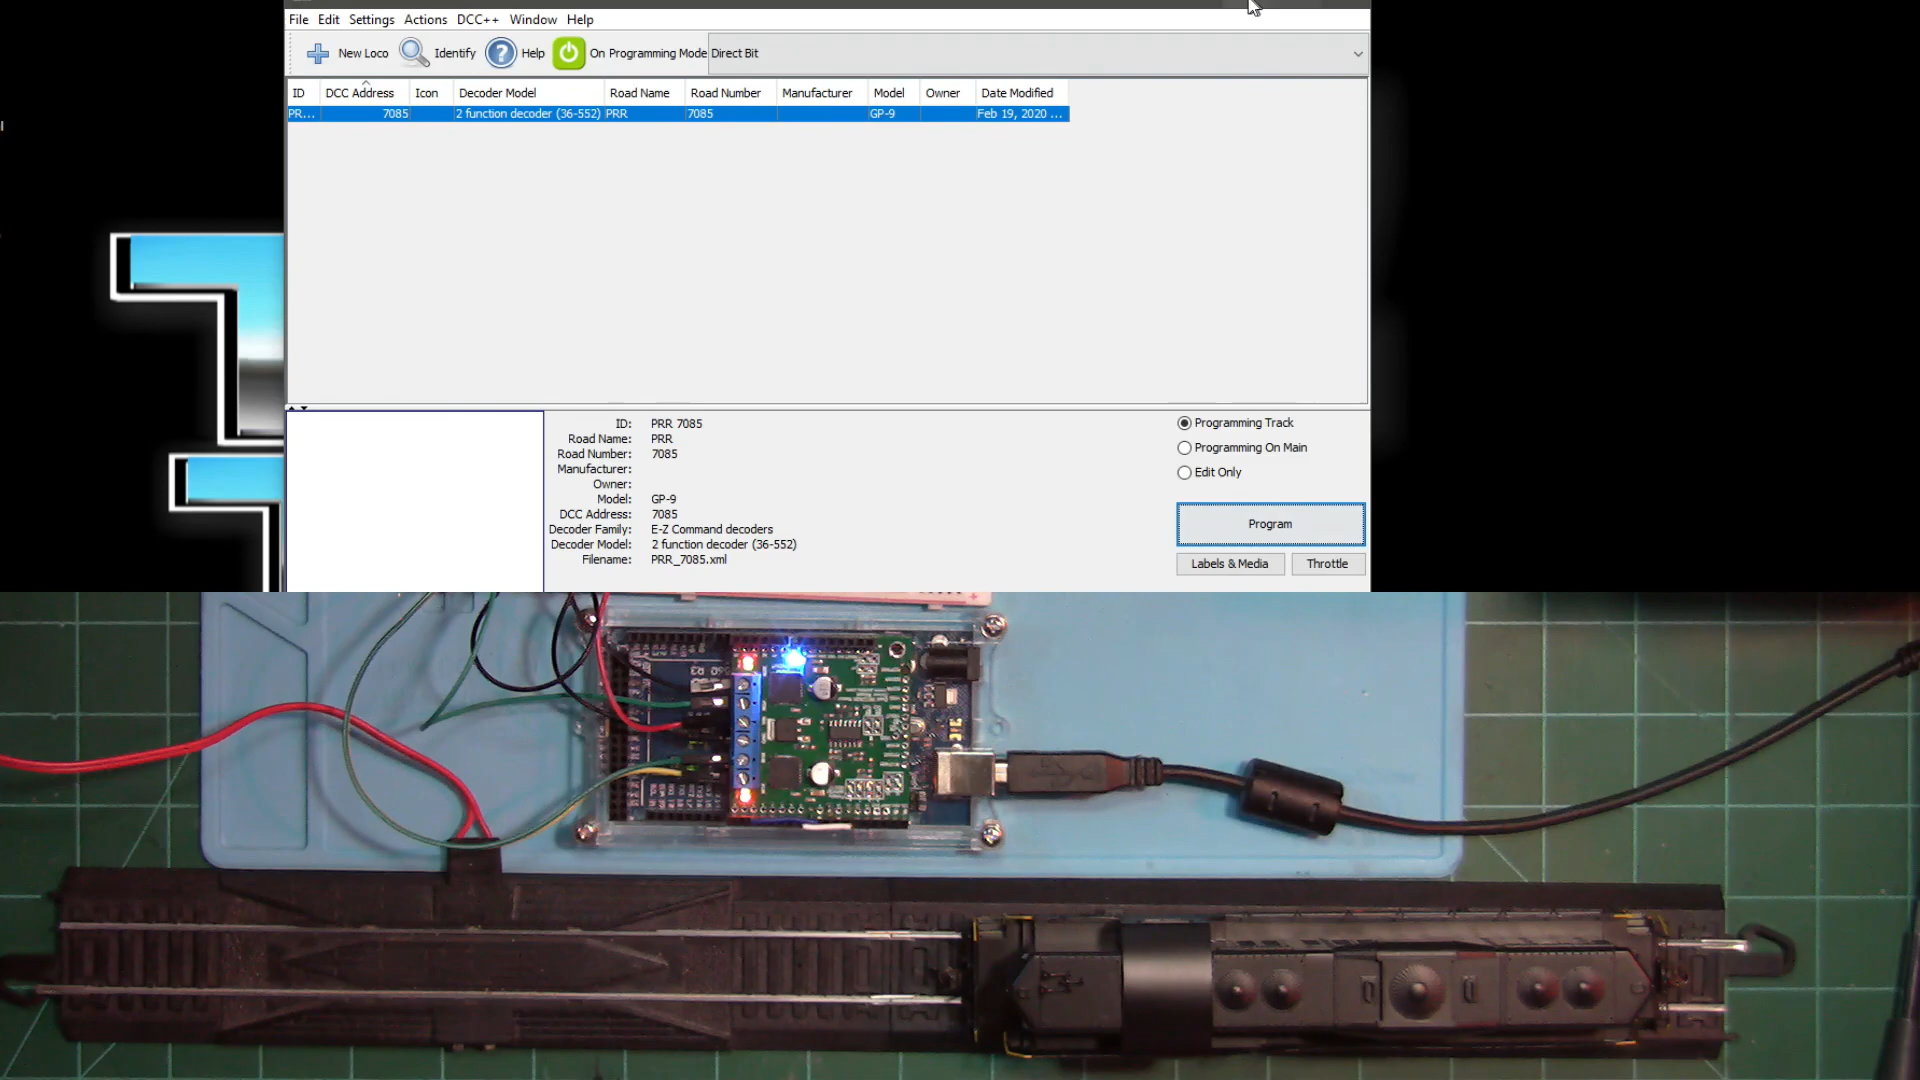 File Edit Settings Actions DCC++ Window Help
New Loco Identify Help On Programming Mode Direct Bit
ID DCC Address Icon Decoder Model Road Name Road Number Manufacturer Model Owner Date Modified
PR... 7085 2 function decoder (36-552) PRR 7085 GP-9 Feb 19, 2020 ...
ID: PRR 7085
Road Name: PRR
Road Number: 7085
Manufacturer:
Owner:
Model: GP-9
DCC Address: 7085
Decoder Family: E-Z Command decoders
Decoder Model: 2 function decoder (36-552)
Filename: PRR_7085.xml
Programming Track
Programming On Main
Edit Only
Program
Labels & Media Throttle